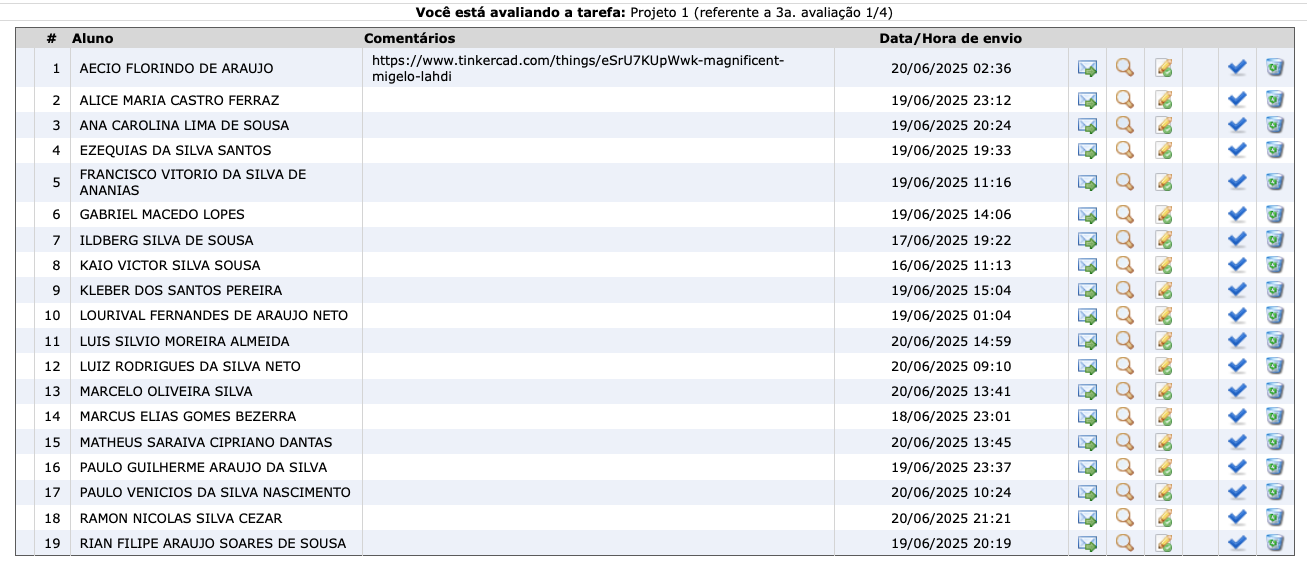 Você está avaliando a tarefa: Projeto 1 (referente a 3a. avaliação 1/4)
# Aluno Comentários Data/Hora de envio
1 AECIO FLORINDO DE ARAUJO https://www.tinkercad.com/things/eSrU7KUpWwk-magnificent- 20/06/2025 02:36
migelo-lahdi
2 ALICE MARIA CASTRO FERRAZ 19/06/2025 23:12
3 ANA CAROLINA LIMA DE SOUSA 19/06/2025 20:24
4 EZEQUIAS DA SILVA SANTOS 19/06/2025 19:33
5 FRANCISCO VITORIO DA SILVA DE 19/06/2025 11:16
ANANIAS
6 GABRIEL MACEDO LOPES 19/06/2025 14:06
7 ILDBERG SILVA DE SOUSA 17/06/2025 19:22
8 KAIO VICTOR SILVA SOUSA 16/06/2025 11:13
9 KLEBER DOS SANTOS PEREIRA 19/06/2025 15:04
10 LOURIVAL FERNANDES DE ARAUJO NETO 19/06/2025 01:04
11 LUIS SILVIO MOREIRA ALMEIDA 20/06/2025 14:59
12 LUIZ RODRIGUES DA SILVA NETO 20/06/2025 09:10
13 MARCELO OLIVEIRA SILVA 20/06/2025 13:41
14 MARCUS ELIAS GOMES BEZERRA 18/06/2025 23:01
15 MATHEUS SARAIVA CIPRIANO DANTAS 20/06/2025 13:45
16 PAULO GUILHERME ARAUJO DA SILVA 19/06/2025 23:37
17 PAULO VENICIOS DA SILVA NASCIMENTO 20/06/2025 10:24
18 RAMON NICOLAS SILVA CEZAR 20/06/2025 21:21
19 RIAN FILIPE ARAUJO SOARES DE SOUSA 19/06/2025 20:19